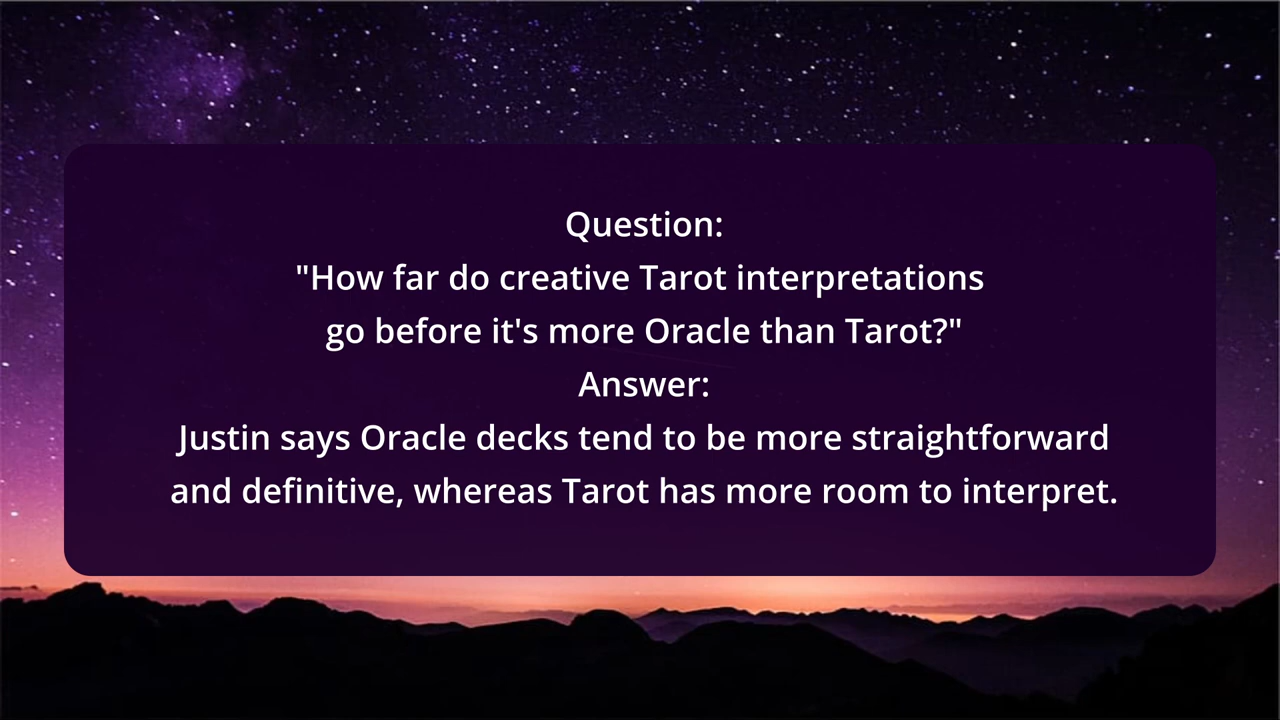 Question:
"How far do creative Tarot interpretations
go before it's more Oracle than Tarot?"
Answer:
Justin says Oracle decks tend to be more straightforward
and definitive, whereas Tarot has more room to interpret.